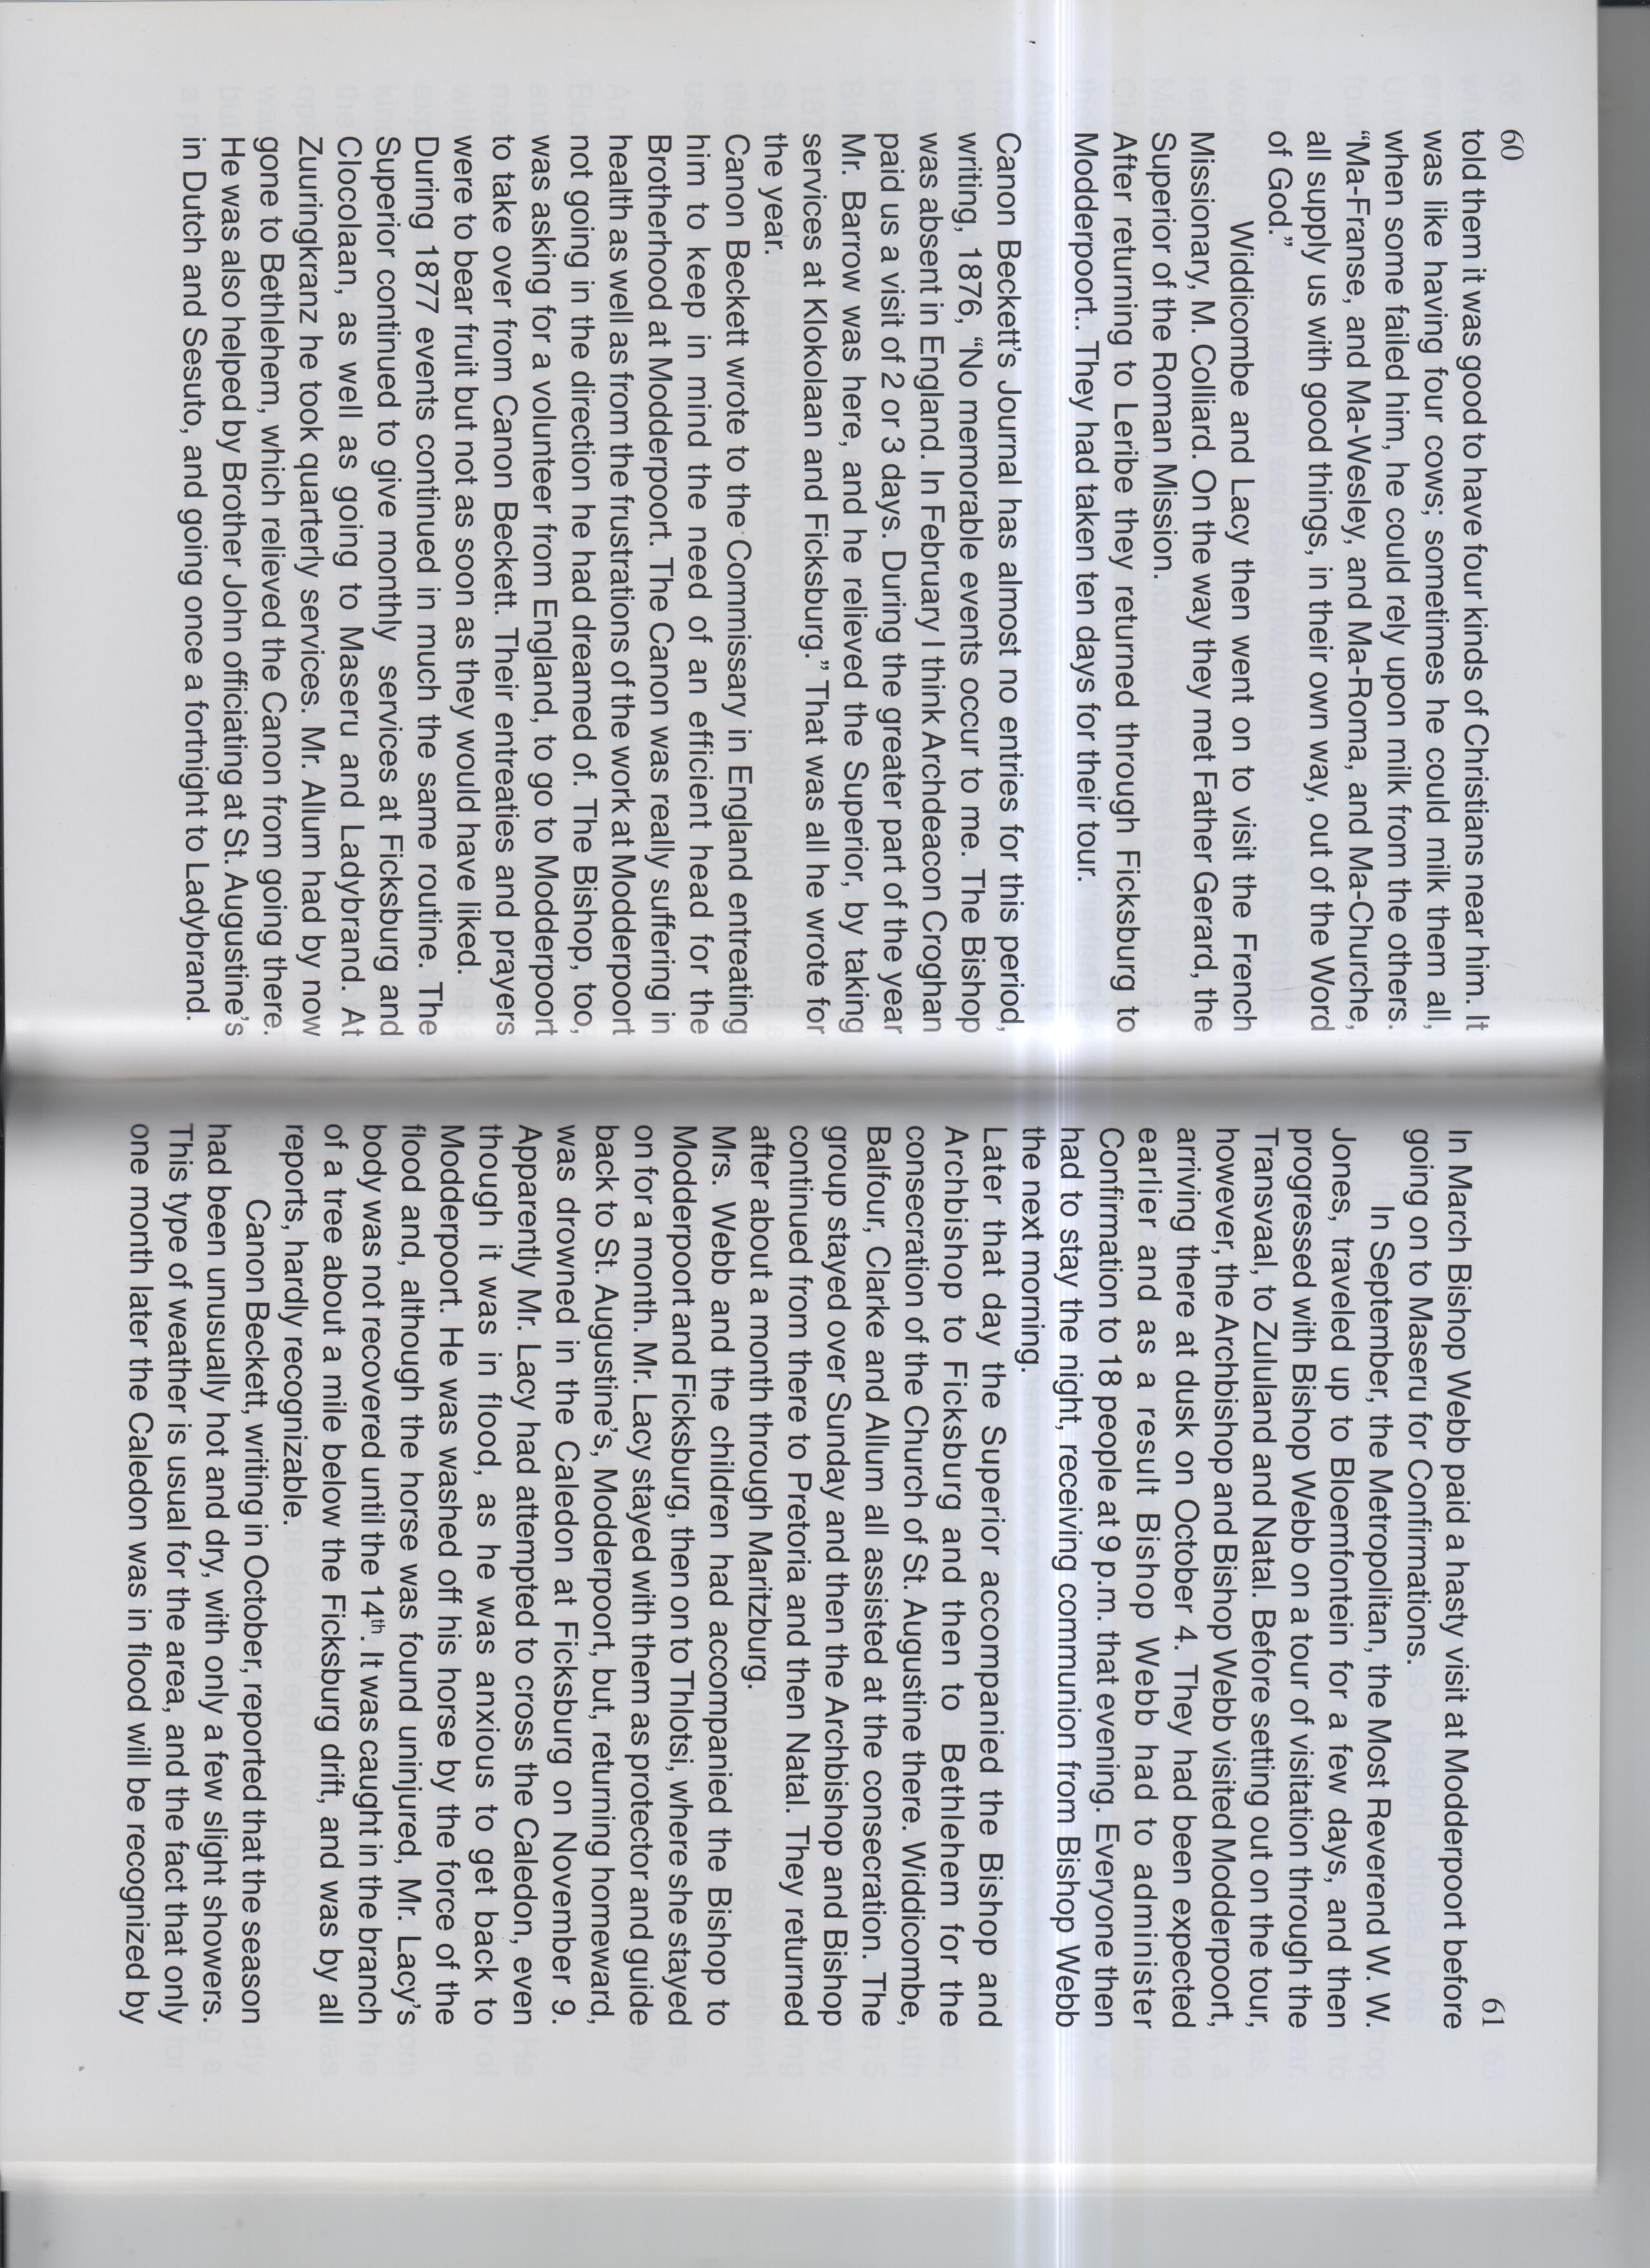 60
told them it was good to have four kinds of Christians near him. It
was like having four cows; sometimes he could milk them all,
when some failed him, he could rely upon milk from the others.
“Ma-Franse, and Ma-Wesley, and Ma-Roma, and Ma-Churche,
all supply us with good things, in their own way, out of the Word
of God.”
Widdicombe and Lacy then went on to visit the French
Missionary, M. Colliard. On the way they met Father Gerard, the
Superior of the Roman Mission.
After returning to Leribe they returned through Ficksburg to
Modderpoort.. They had taken ten days for their tour.
Canon Beckett’s Journal has almost no entries for this period,
writing, 1876, “No memorable events occur to me. The Bishop
was absent in England. In February I think Archdeacon Croghan
paid us a visit of 2 or 3 days.. During the greater part of the year
Mr. Barrow was here, and he relieved the Superior, by taking
services at Klokolaan and Ficksburg.” That was all he wrote for
the year.
Canon Beckett wrote to the Commissary in England entreating
him to keep in mind the need of an efficient head for the
Brotherhood at Modderpoort. The Canon was really suffering in
health as well as from the frustrations of the work at Modderpoort
not going in the direction he had dreamed of. The Bishop, too,
was asking for a volunteer from England, to go to Modderpoort
to take over from Canon Beckett. Their entreaties and prayers
were to bear fruit but not as soon as they would have liked.
During 1877 events continued in much the same routine. The
Superior continued to give monthly services at Ficksburg and
Clocolaan, as well as going to Maseru and Ladybrand. At
Zuuringkranz he took quarterly services. Mr. Allum had by now
gone to Bethlehem, which relieved the Canon from going there.
He was also helped by Brother John officiating at St. Augustine’s
in Dutch and Sesuto, and going once a fortnight to Ladybrand.
61
In March Bishop Webb paid a hasty visit at Modderpoort before
going on to Maseru for Confirmations.
In September, the Metropolitan, the Most Reverend W. W.
Jones, traveled up to Bloemfontein for a few days, and then
progressed with Bishop Webb on a tour of visitation through the
Transvaal, to Zululand and Natal. Before setting out on the tour,
however, the Archbishop and Bishop Webb visited Modderpoort,
arriving there at dusk on October 4. They had been expected
earlier and as a result Bishop Webb had to administer
Confirmation to 18 people at 9 p.m. that evening. Everyone then
had to stay the night, receiving communion from Bishop Webb
the next morning.
Later that day the Superior accompanied the Bishop and
Archbishop to Ficksburg and then to Bethlehem for the
consecration of the Church of St. Augustine there. Widdicombe,
Balfour, Clarke and Allum all assisted at the consecration. The
group stayed over Sunday and then the Archbishop and Bishop
continued from there to Pretoria and then Natal. They returned
after about a month through Maritzburg.
Mrs. Webb and the children had accompanied the Bishop to
Modderpoort and Ficksburg, then on to Thlotsi, where she stayed
on for a month. Mr. Lacy stayed with them as protector and guide
back to St. Augustine’s, Modderpoort, but, returning homeward,
was drowned in the Caledon at Ficksburg on November 9.
Apparently Mr. Lacy had attempted to cross the Caledon, even
though it was in flood, as he was anxious to get back to
Modderpoort. He was washed off his horse by the force of the
flood and, although the horse was found uninjured, Mr. Lacy’s
body was not recovered until the 14th. It was caught in the branch
of a tree about a mile below the Ficksburg drift, and was by all
reports, hardly recognizable.
Canon Beckett, writing in October, reported that the season
had been unusually hot and dry, with only a few slight showers.
This type of weather is usual for the area, and the fact that only
one month later the Caledon was in flood will be recognized by